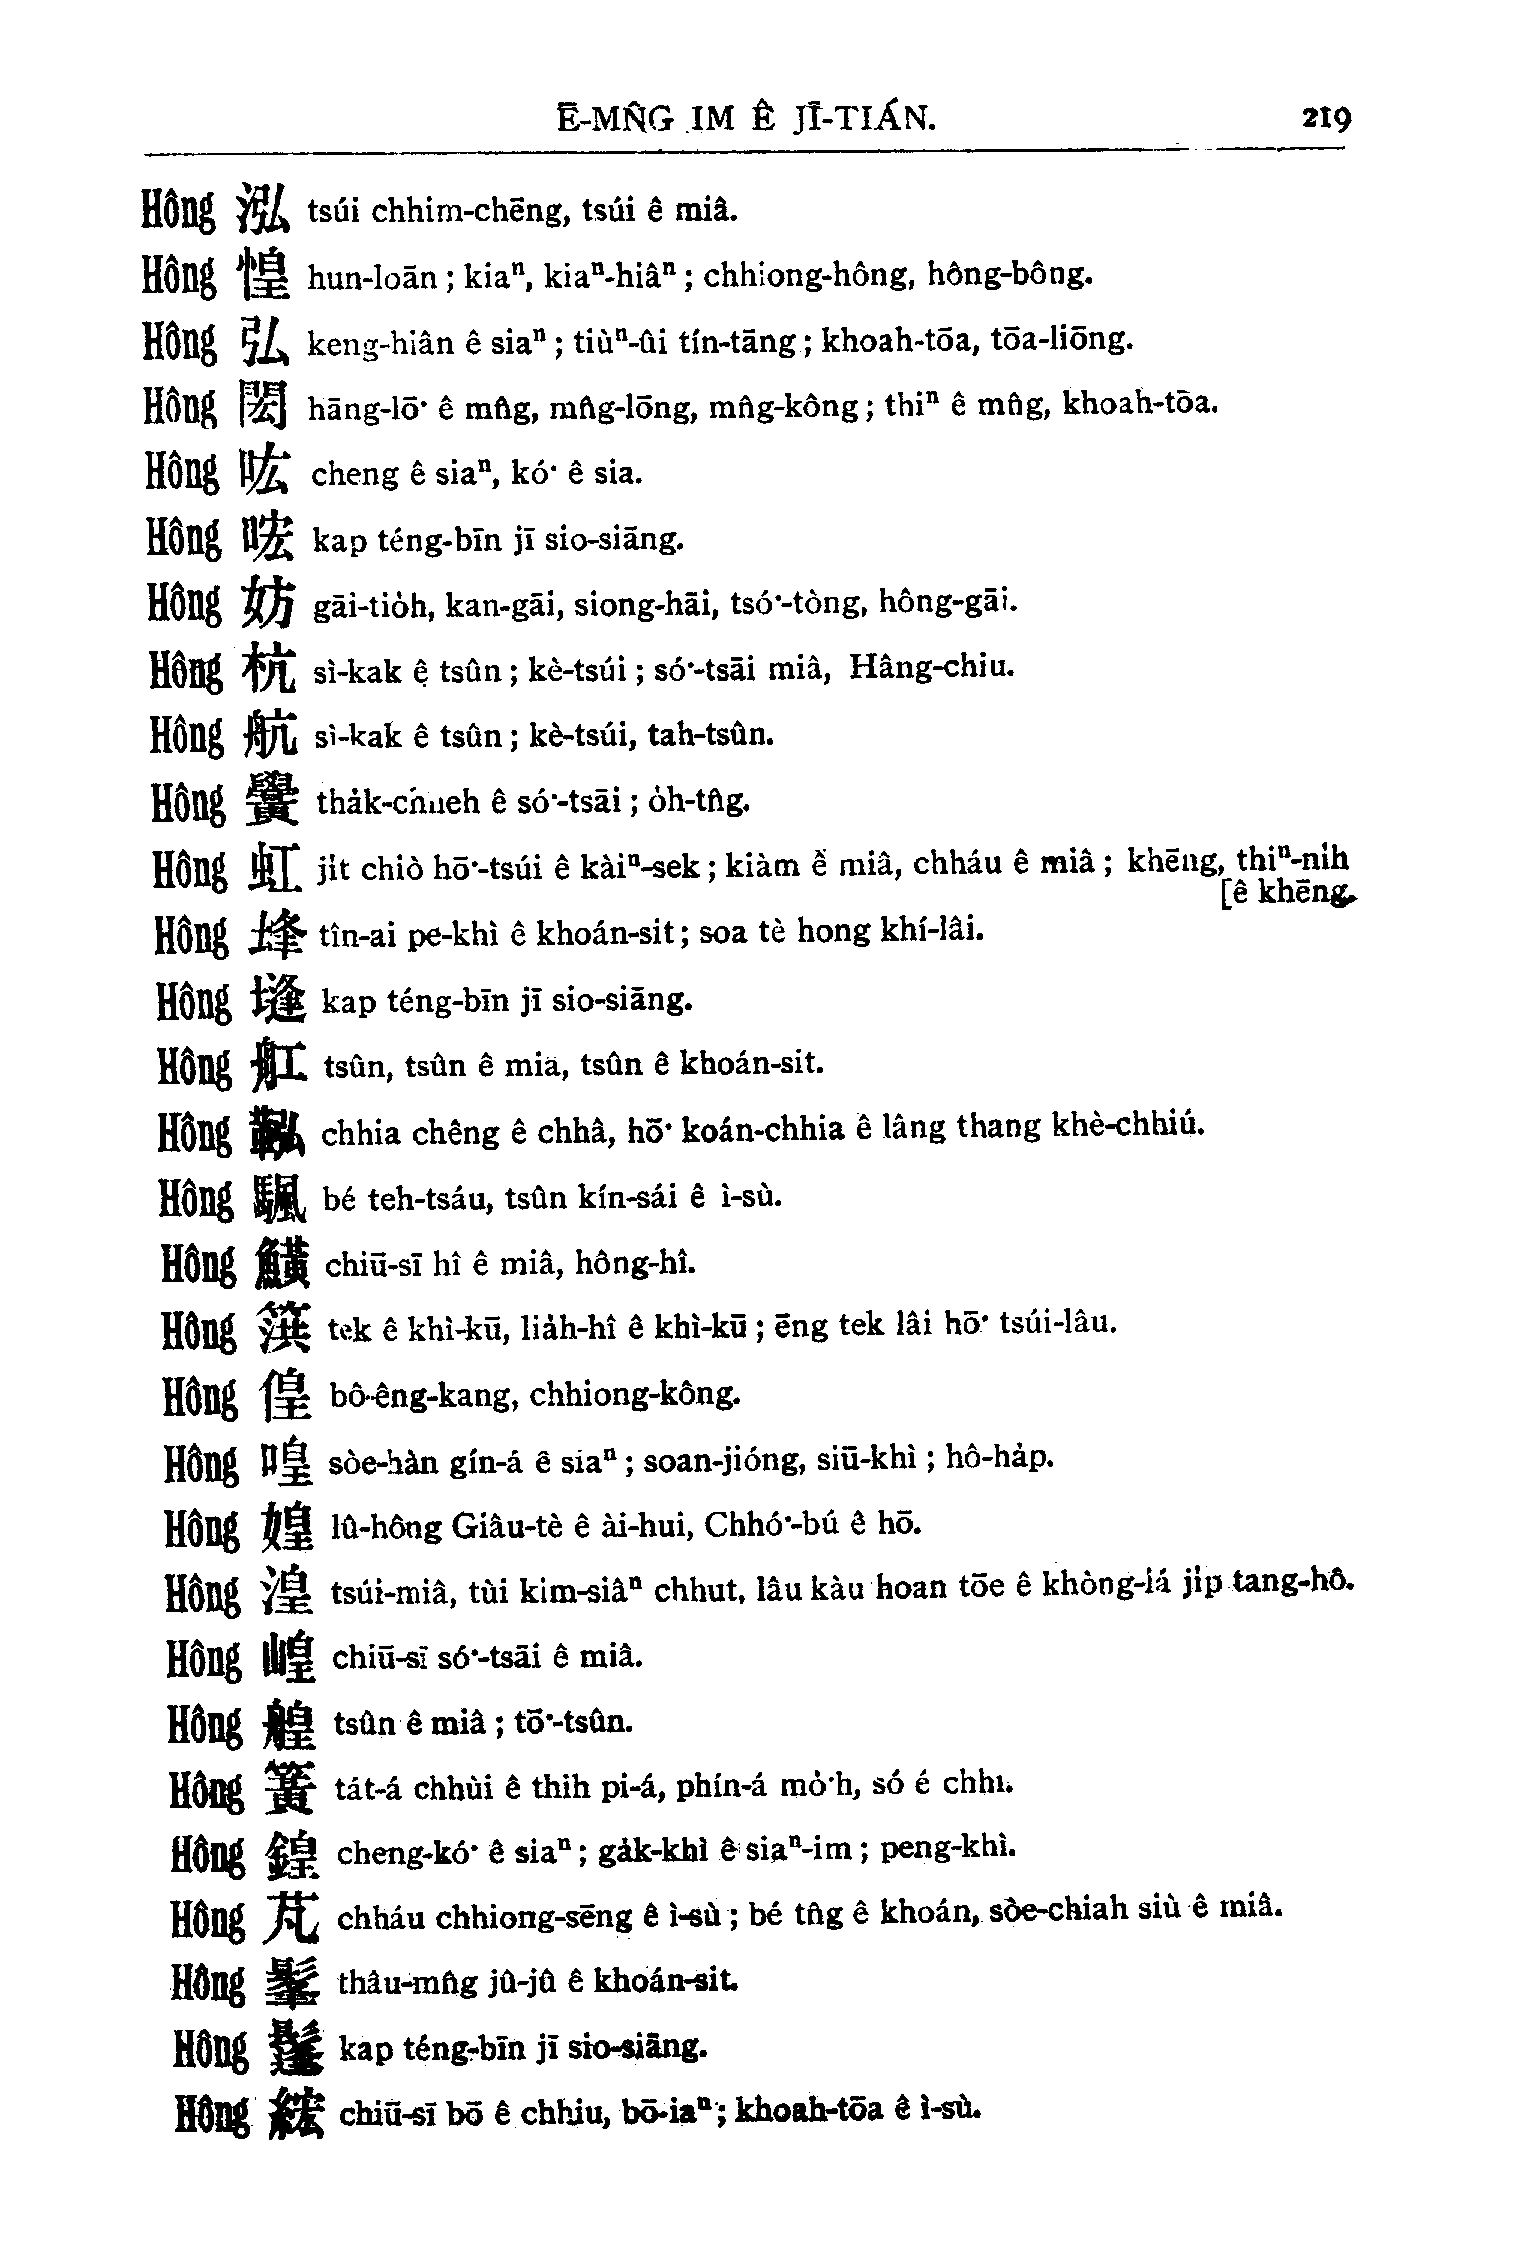 Ē-MN̂G IM Ê JĪ-TIÁN. 219
Hông 泓 tsúi chhim-chēng, tsúi ê miâ.
Hông 惶 hun-loān; kiaⁿ, kiaⁿ-hiâⁿ; chhiong-hông, hông-bông.
Hông 弘 keng-hiân ê siaⁿ; tiùⁿ-ûi tín-tāng; khoah-tōa, tōa-liōng.
Hông 閎 hāng-lō͘ ê mn̂g, mn̂g-lōng, mn̂g-kông; thiⁿ ê mn̂g, khoah-tōa.
Hông 吰 cheng ê siaⁿ, kó͘ ê sia.
Hông 㕒 kap téng-bīn jī sio-siāng.
Hông 妨 gāi-tio̍h, kan-gāi, siong-hāi, tsó͘-tòng, hông-gāi.
Hông 杭 sì-kak ê tsûn; kè-tsúi; só͘-tsāi miâ, Hâng-chiu.
Hông 航 sì-kak ê tsûn; kè-tsúi, tah-tsûn.
Hông 黌 tha̍k-chheh ê só͘-tsāi; o̍h-tn̂g.
Hông 虹 ji̍t chiò hō͘-tsúi ê kàiⁿ-sek; kiàm ê miâ, chháu ê miâ; khēng, thiⁿ-ni̍h
[ê khēng.
Hông 埄 tîn-ai pe-khì ê khoán-sit; soa tè hong khí-lâi.
Hông 塳 kap téng-bīn jī sio-siāng.
Hông 舡 tsûn, tsûn ê miâ, tsûn ê khoán-sit.
Hông 鞃 chhia chêng ê chhâ, hō͘ koán-chhia ê lâng thang khè-chhiú.
Hông 颿 bé teh-tsáu, tsûn kín-sái ê ì-sù.
Hông 鱑 chiū-sī hî ê miâ, hông-hî.
Hông 篊 tek ê khì-kū, lia̍h-hî ê khì-kū; ēng tek lâi hō͘ tsúi-lâu.
Hông 偟 bô-êng-kang, chhiong-kông.
Hông 喤 sòe-hàn gín-á ê siaⁿ; soan-jióng, siū-khì; hô-ha̍p.
Hông 媓 lû-hông Giâu-tè ê ài-hui, Chhó͘-bú ê hō.
Hông 湟 tsúi-miâ, tùi kim-siâⁿ chhut, lâu kàu hoan tōe ê khòng-iá ji̍p tang-hô.
Hông 崲 chiū-sī só͘-tsāi ê miâ.
Hông 艎 tsûn ê miâ; tō͘-tsûn.
Hông 簧 tát-á chhùi ê thih pi-á, phín-á mo̍͘h, só é chhı.
Hông 鍠 cheng-kó͘ ê siaⁿ; ga̍k-khì ê siaⁿ-im; peng-khì.
Hông 芃 chháu chhiong-sēng ê ì-sù; bé tn̂g ê khoán, sòe-chiah siù ê miâ.
Hông 髼 thâu-mn̂g jû-jû ê khoán-sit.
Hông 鬔 kap téng-bīn jī sio-siāng.
Hông 綋 chiū-sī bō ê chhiu, bō-iaⁿ; khoah-tōa ê ì-sù.